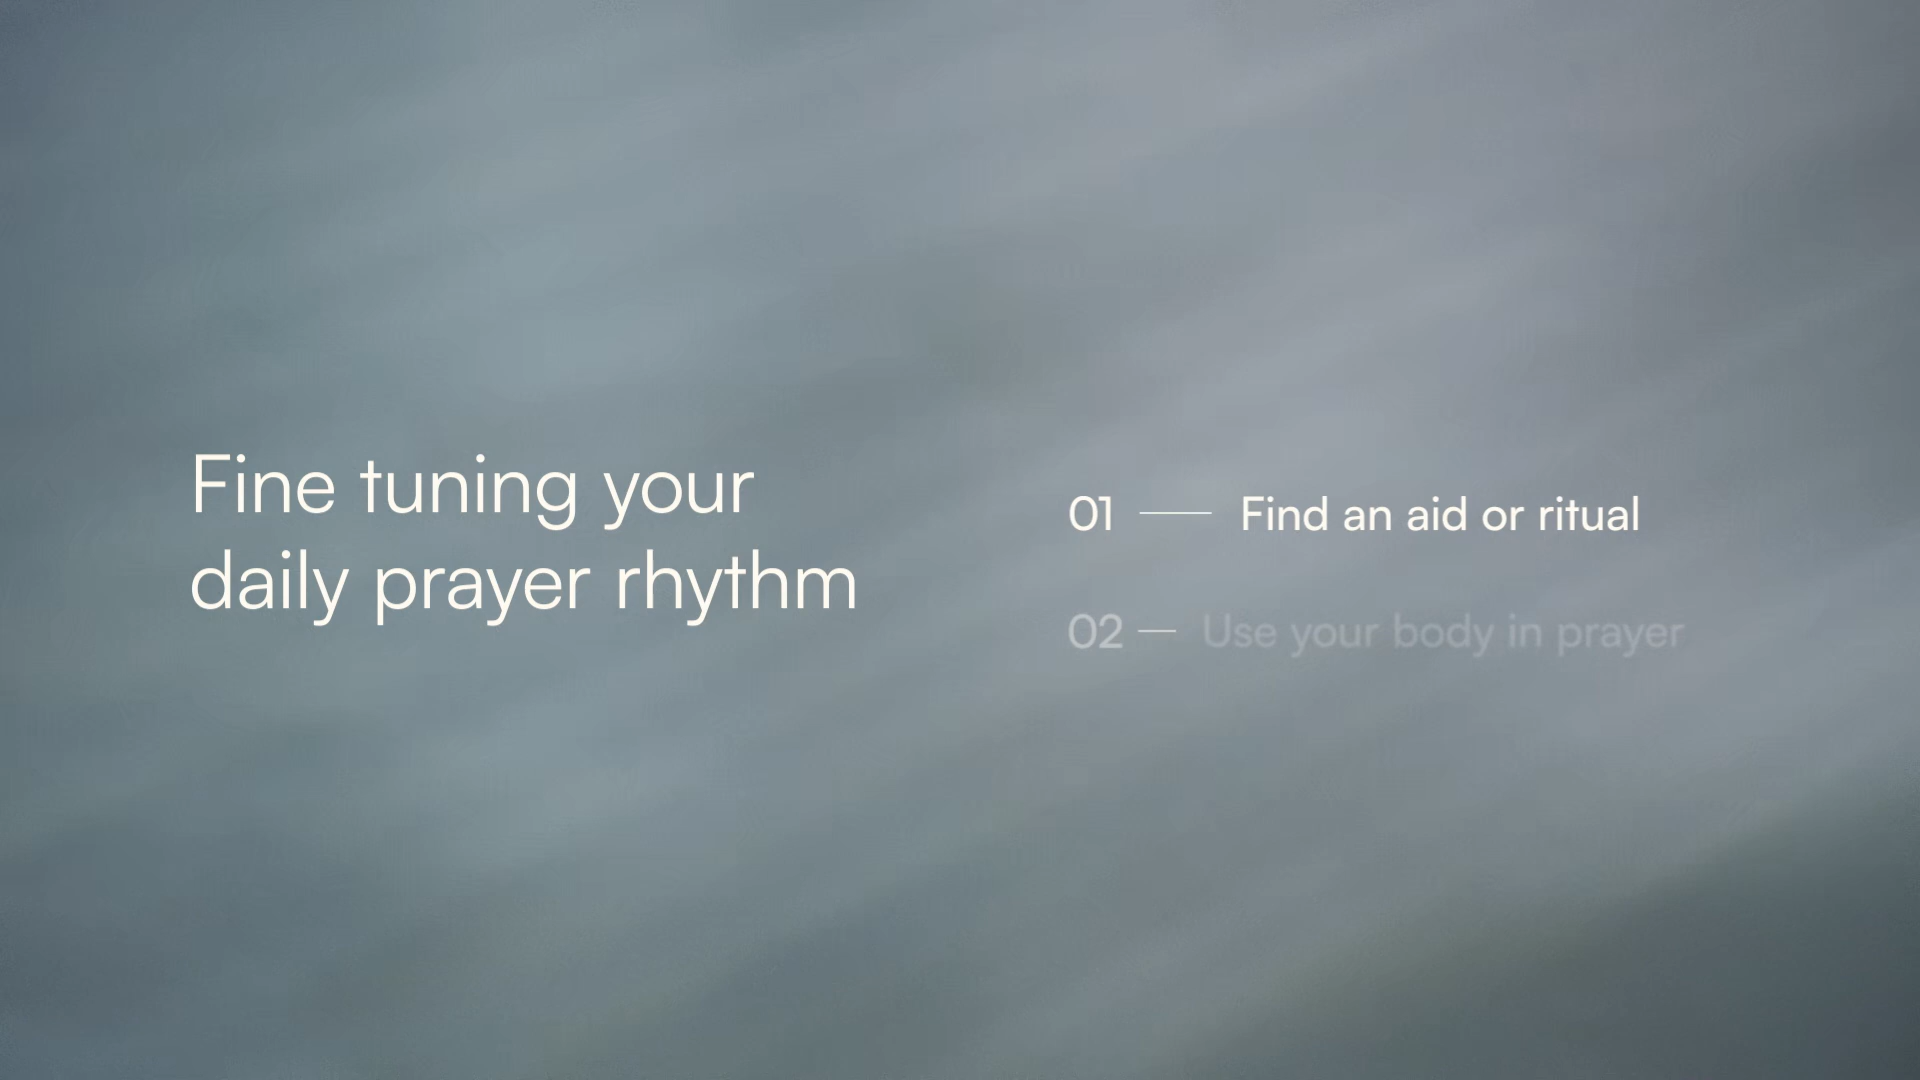 Fine tuning your
daily prayer rhythm
01 Find an aid or ritual
02 Use your body in prayer